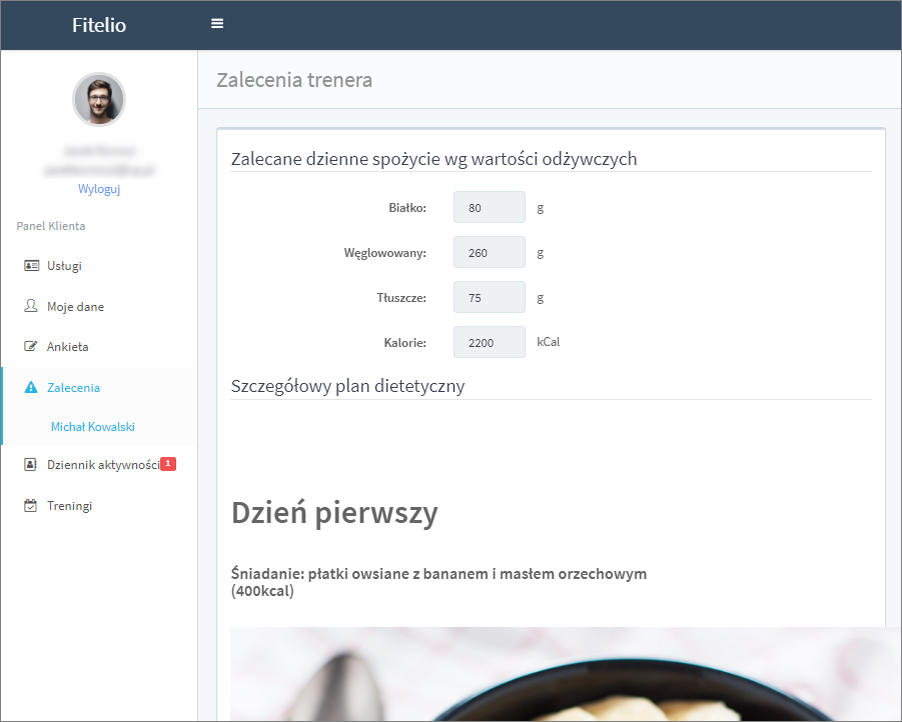 Fitelio
Wyloguj
Panel Klienta
Usługi
Moje dane
Ankieta
Zalecenia
Michał Kowalski
Dziennik aktywności 1
Treningi
Zalecenia trenera
Zalecane dzienne spożycie wg wartości odżywczych
Białko: 80 g
Węglowowany: 260 g
Tłuszcze: 75 g
Kalorie: 2200 kCal
Szczegółowy plan dietetyczny
Dzień pierwszy
Śniadanie: płatki owsiane z bananem i masłem orzechowym
(400kcal)